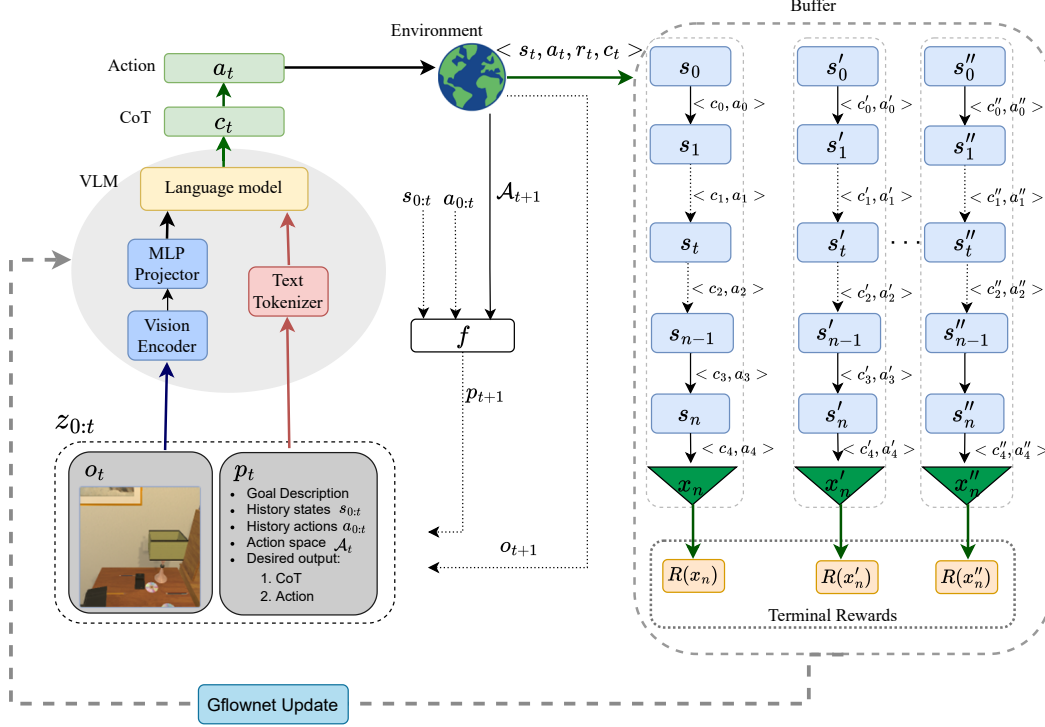 Buffer
Environment
< s_t, a_t, r_t, c_t >
Action
a_t
CoT
c_t
VLM
Language model
MLP
Projector
Vision
Encoder
Text
Tokenizer
s_{0:t}
a_{0:t}
𝒜_{t+1}
f
p_{t+1}
o_{t+1}
z_{0:t}
o_t
p_t
• Goal Description
• History states s_{0:t}
• History actions a_{0:t}
• Action space 𝒜_t
• Desired output:
1. CoT
2. Action
s_0
< c_0, a_0 >
s_1
< c_1, a_1 >
s_t
< c_2, a_2 >
s_{n-1}
< c_3, a_3 >
s_n
< c_4, a_4 >
x_n
R(x_n)
s'_0
< c'_0, a'_0 >
s'_1
< c'_1, a'_1 >
s'_t
< c'_2, a'_2 >
s'_{n-1}
< c'_3, a'_3 >
s'_n
< c'_4, a'_4 >
x'_n
R(x'_n)
. . .
s''_0
< c''_0, a''_0 >
s''_1
< c''_1, a''_1 >
s''_t
< c''_2, a''_2 >
s''_{n-1}
s''_n
< c''_4, a''_4 >
x''_n
R(x''_n)
Terminal Rewards
Gflownet Update